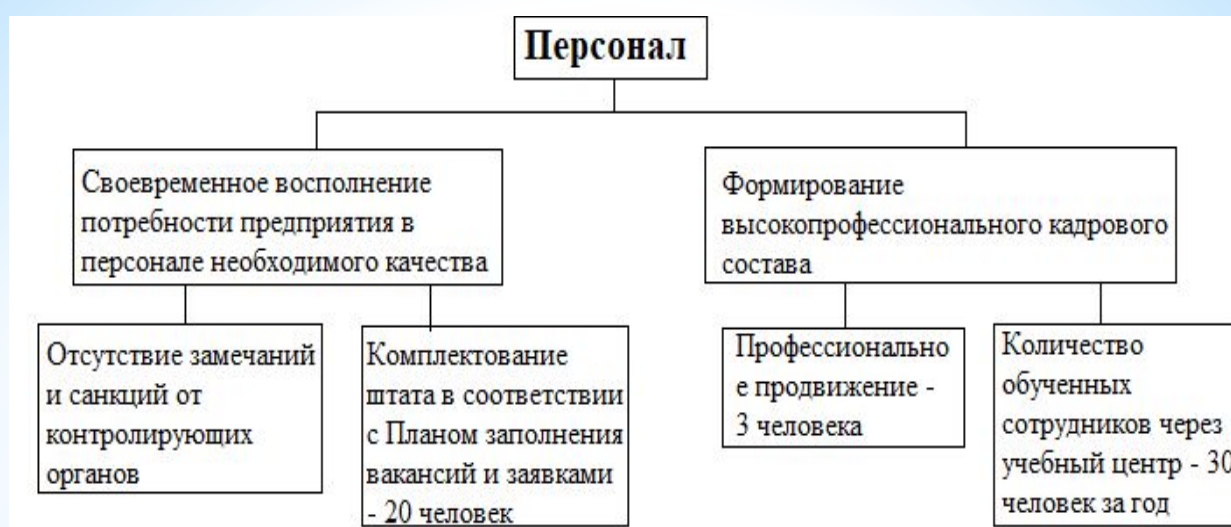 Персонал
Своевременное восполнение
потребности предприятия в
персонале необходимого качества
Формирование
высокопрофессионального кадрового
состава
Отсутствие замечаний
и санкций от
контролирующих
органов
Комплектование
штата в соответствии
с Планом заполнения
вакансий и заявками
- 20 человек
Профессионально
е продвижение -
3 человека
Количество
обученных
сотрудников через
учебный центр - 30
человек за год